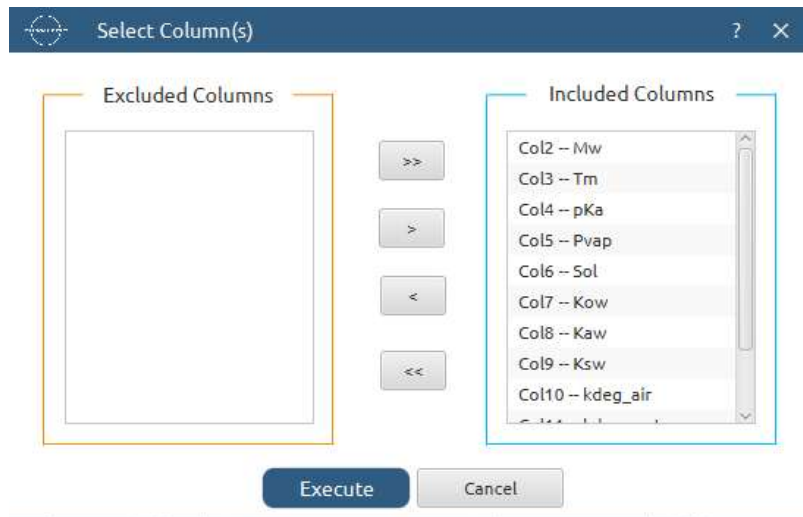 Select Column(s) ? ×
Excluded Columns
Included Columns
>>
>
<
<<
Col2 -- Mw
Col3 -- Tm
Col4 -- pKa
Col5 -- Pvap
Col6 -- Sol
Col7 -- Kow
Col8 -- Kaw
Col9 -- Ksw
Col10 -- kdeg_air
Execute
Cancel